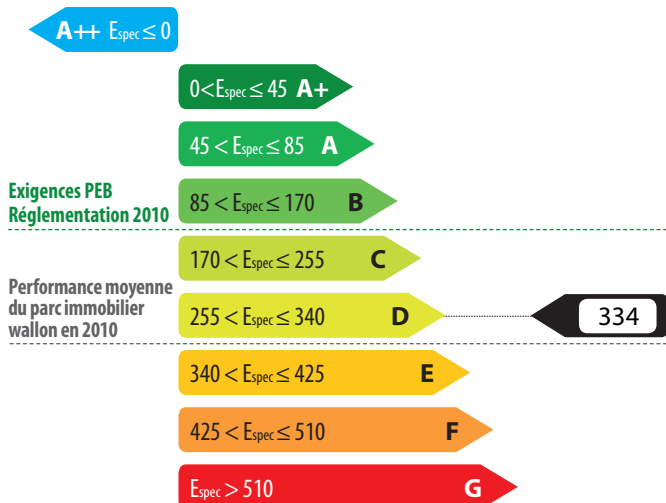 A++ Espec ≤ 0
0<Espec ≤ 45 A+
45 < Espec ≤ 85 A
Exigences PEB
Réglementation 2010
85 < Espec ≤ 170 B
170 < Espec ≤ 255 C
Performance moyenne
du parc immobilier
wallon en 2010
255 < Espec ≤ 340 D
334
340 < Espec ≤ 425 E
425 < Espec ≤ 510 F
Espec > 510 G